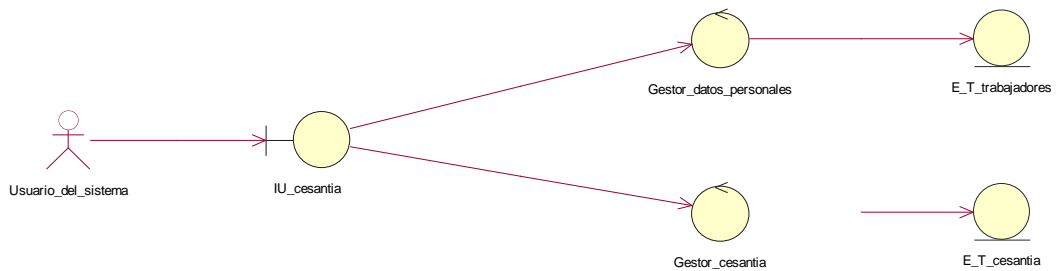 Gestor_datos_personales
E_T_trabajadores
Usuario_del_sistema
IU_cesantia
Gestor_cesantia
E_T_cesantia